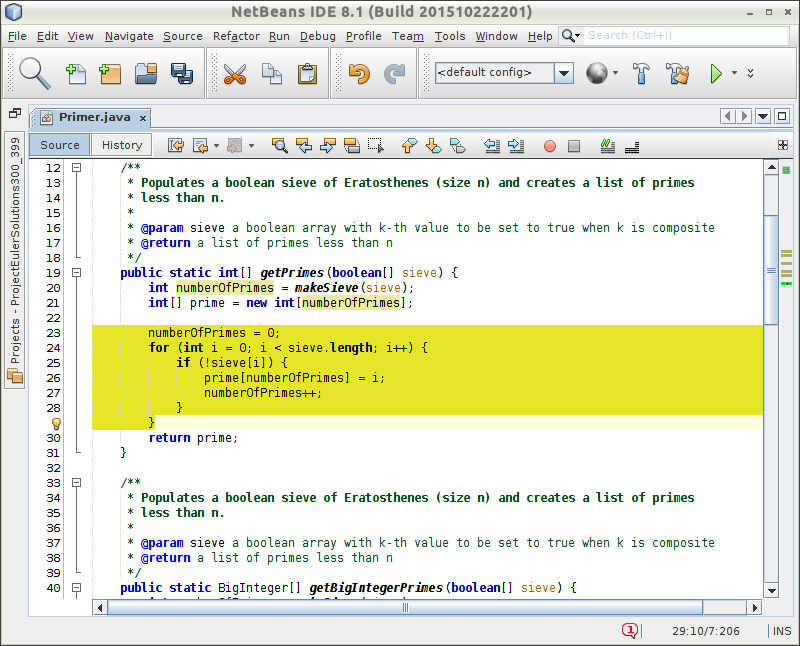 NetBeans IDE 8.1 (Build 201510222201)
File Edit View Navigate Source Refactor Run Debug Profile Team Tools Window Help Search (Ctrl+I)
<default config>
Primer.java
Source History
Projects - ProjectEulerSolutions300_399
12 /**
13 * Populates a boolean sieve of Eratosthenes (size n) and creates a list of primes
14 * less than n.
15 *
16 * @param sieve a boolean array with k-th value to be set to true when k is composite
17 * @return a list of primes less than n
18 */
19 public static int[] getPrimes(boolean[] sieve) {
20 int numberOfPrimes = makeSieve(sieve);
21 int[] prime = new int[numberOfPrimes];
22
23 numberOfPrimes = 0;
24 for (int i = 0; i < sieve.length; i++) {
25 if (!sieve[i]) {
26 prime[numberOfPrimes] = i;
27 numberOfPrimes++;
28 }
}
30 return prime;
31 }
32
33 /**
34 * Populates a boolean sieve of Eratosthenes (size n) and creates a list of primes
35 * less than n.
36 *
37 * @param sieve a boolean array with k-th value to be set to true when k is composite
38 * @return a list of primes less than n
39 */
40 public static BigInteger[] getBigIntegerPrimes(boolean[] sieve) {
1 29:10/7:206 INS